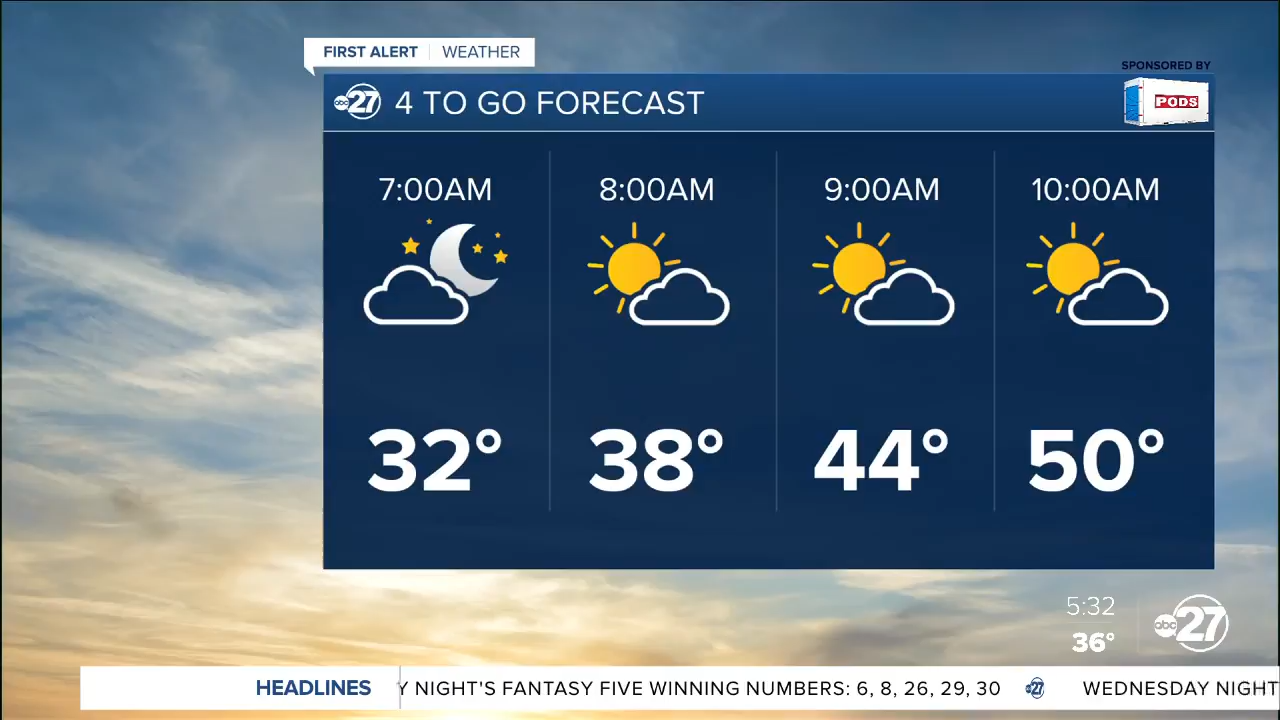 FIRST ALERT WEATHER
SPONSORED BY
abc 27 4 TO GO FORECAST
PODS
7:00AM 8:00AM 9:00AM 10:00AM
32° 38° 44° 50°
5:32
36°
abc 27
HEADLINES Y NIGHT'S FANTASY FIVE WINNING NUMBERS: 6, 8, 26, 29, 30 abc 27 WEDNESDAY NIGHT